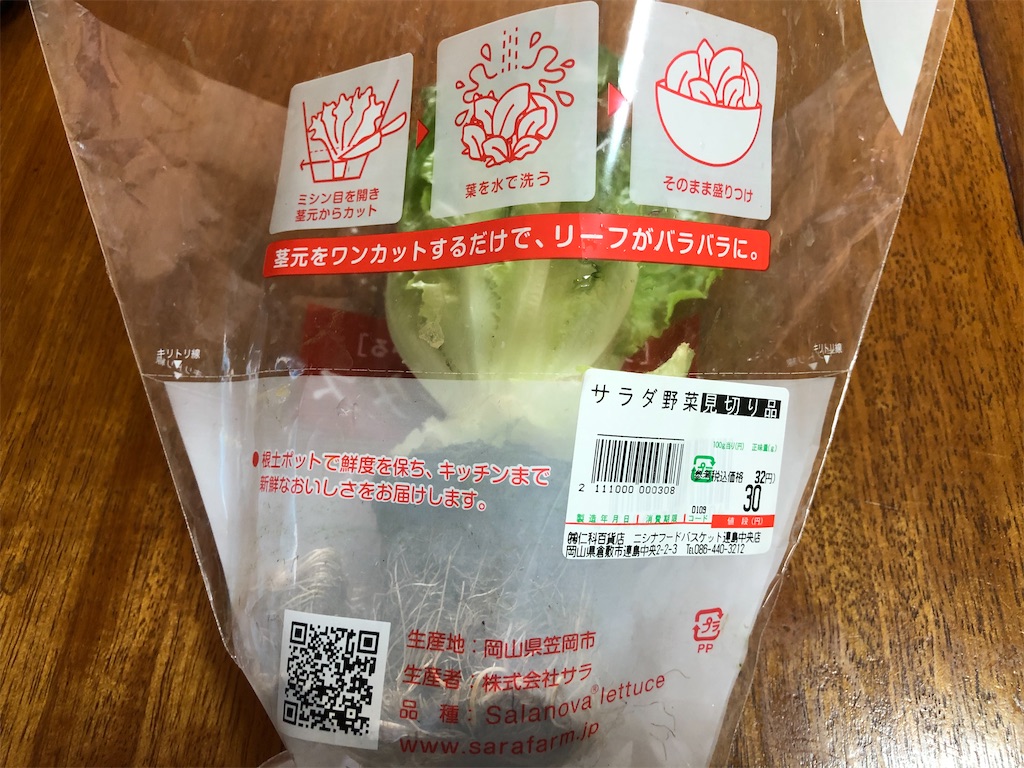 ミシン目を開き
茎元からカット
葉を水で洗う
そのまま盛りつけ
茎元をワンカットするだけで、リーフがバラバラに。
キリトリ線
キリトリ線
サラダ野菜見切り品
100g当り(円) 正味量(g)
税込価格 32円)
2 111000 000308
30
0109
製造年月日 消費期限 コード 値段(円)
㈱仁科百貨店 ニシナフードバスケット連島中央店
岡山県倉敷市連島中央2-2-3 TEL086-440-3212
●根土ポットで鮮度を保ち、キッチンまで
新鮮なおいしさをお届けします。
生産地:岡山県笠岡市
生産者:株式会社サラ
品 種:Salanova® lettuce
www.sarafarm.jp
プラ
PP